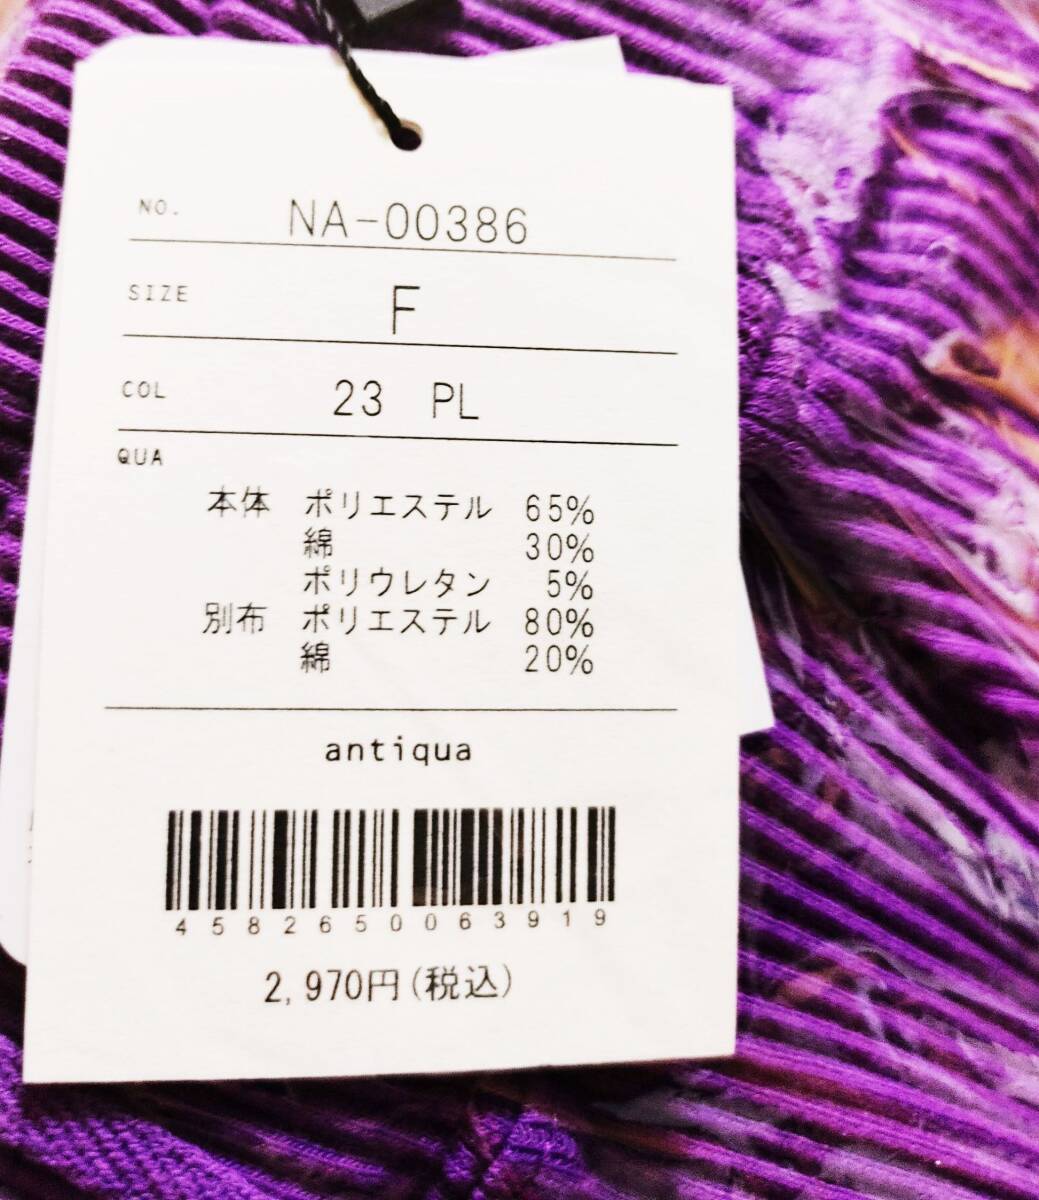 NO. NA-00386
SIZE F
COL 23 PL
QUA
本体 ポリエステル 65%
綿 30%
ポリウレタン 5%
別布 ポリエステル 80%
綿 20%
antiqua
4582650063919
2,970円(税込)